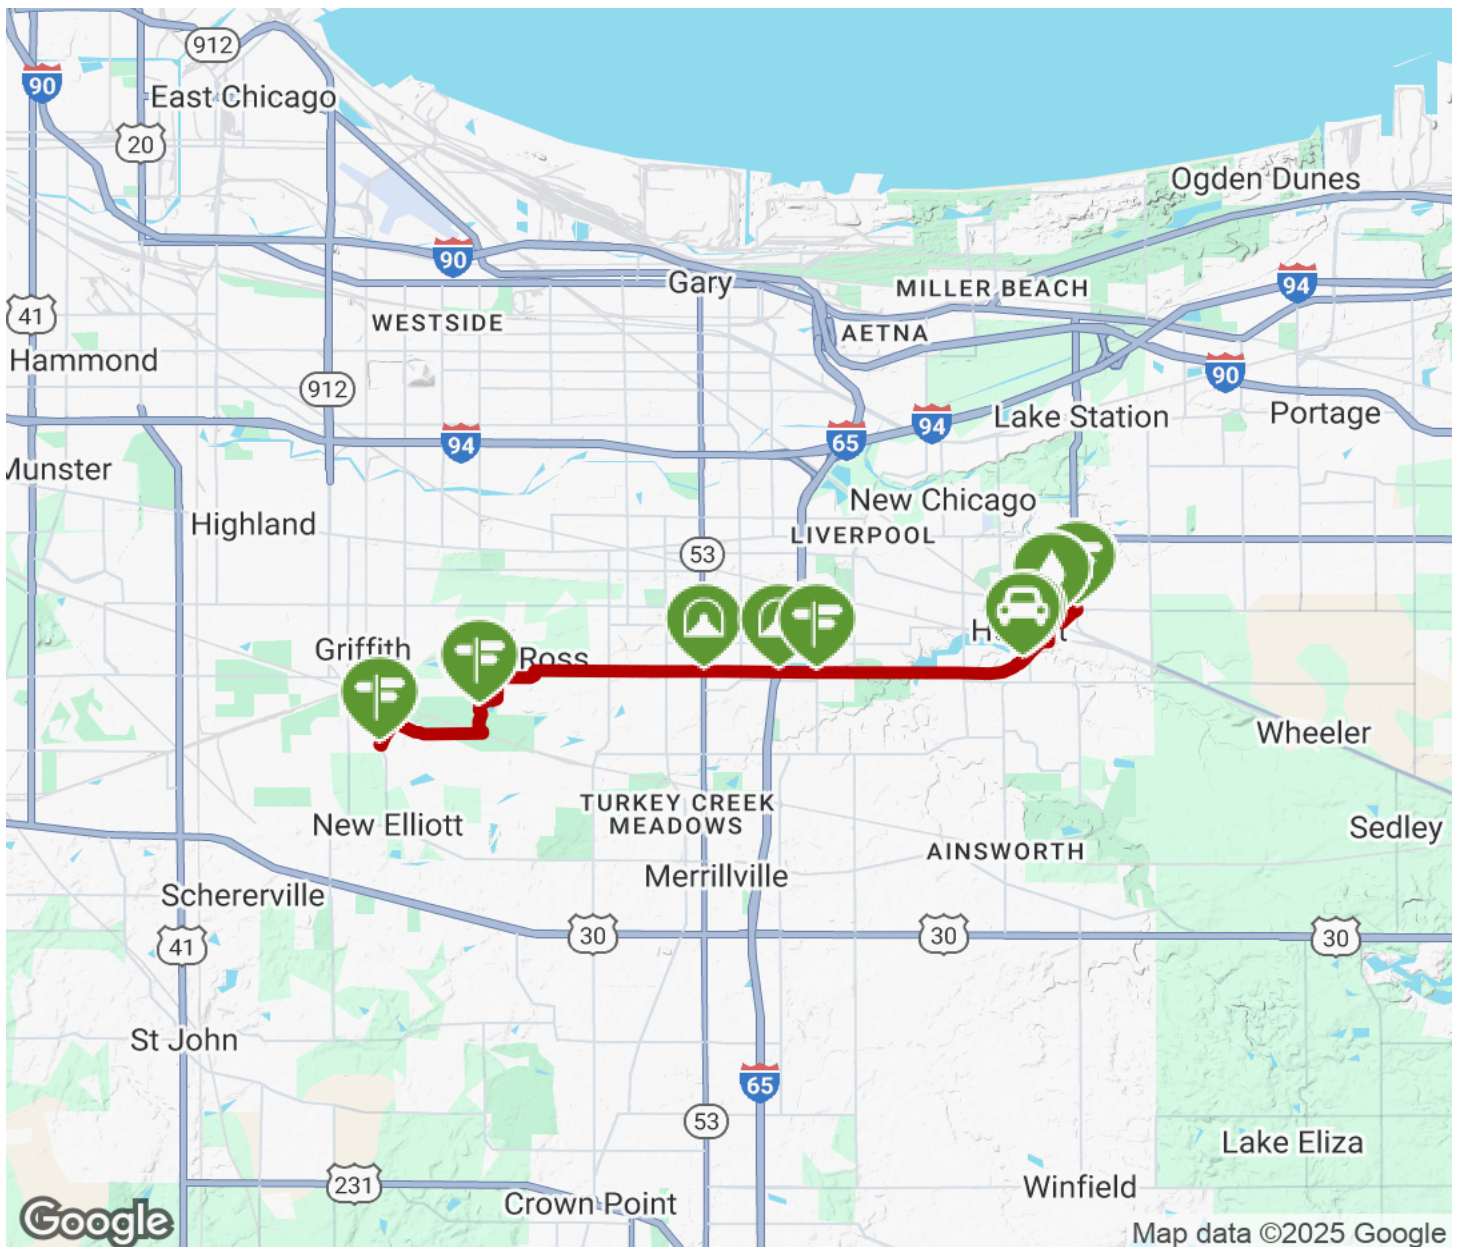 912
90
East Chicago
20
Ogden Dunes
90
Gary
94
MILLER BEACH
41
WESTSIDE
AETNA
Hammond
90
912
Lake Station
Portage
94
94
65
Munster
New Chicago
Highland
LIVERPOOL
53
Griffith
Ross
Wheeler
TURKEY CREEK
MEADOWS
New Elliott
Sedley
AINSWORTH
Merrillville
Schererville
41
30
30
30
St John
65
53
Lake Eliza
231
Winfield
Crown Point
Google
Map data ©2025 Google